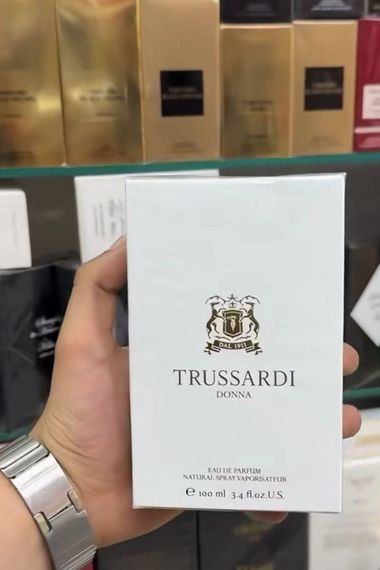 DAL 1911
TRUSSARDI
DONNA
EAU DE PARFUM
NATURAL SPRAY VAPORISATEUR
℮ 100 ml 3.4 fl.oz.U.S.